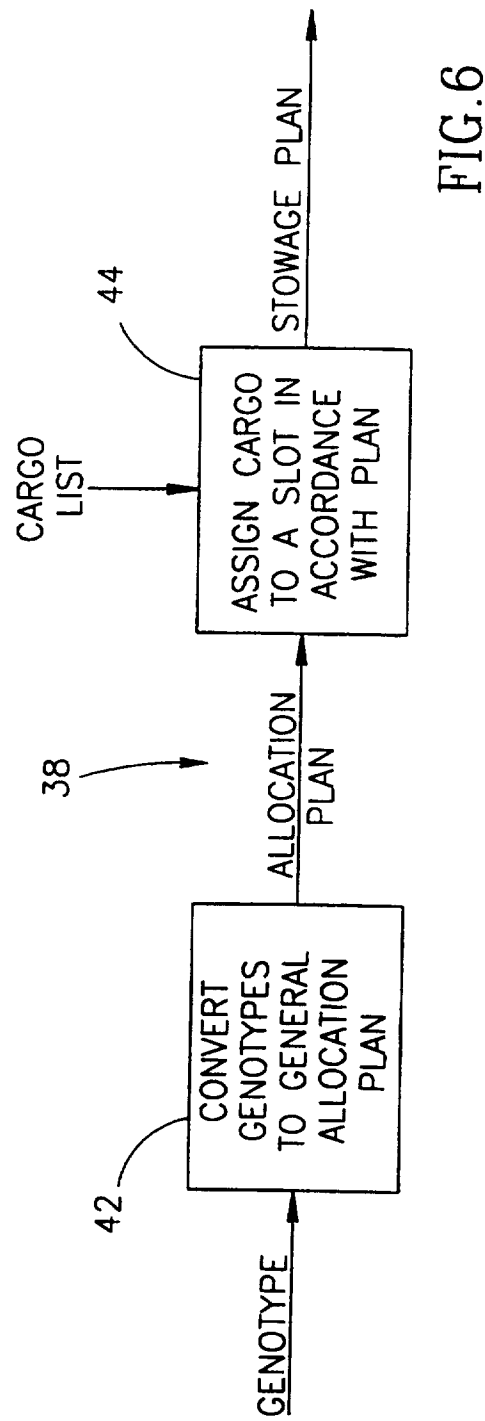 GENOTYPE
42
CONVERT
GENOTYPES
TO GENERAL
ALLOCATION
PLAN
38
ALLOCATION
PLAN
CARGO
LIST
44
ASSIGN CARGO
TO A SLOT IN
ACCORDANCE
WITH PLAN
STOWAGE PLAN
FIG.6